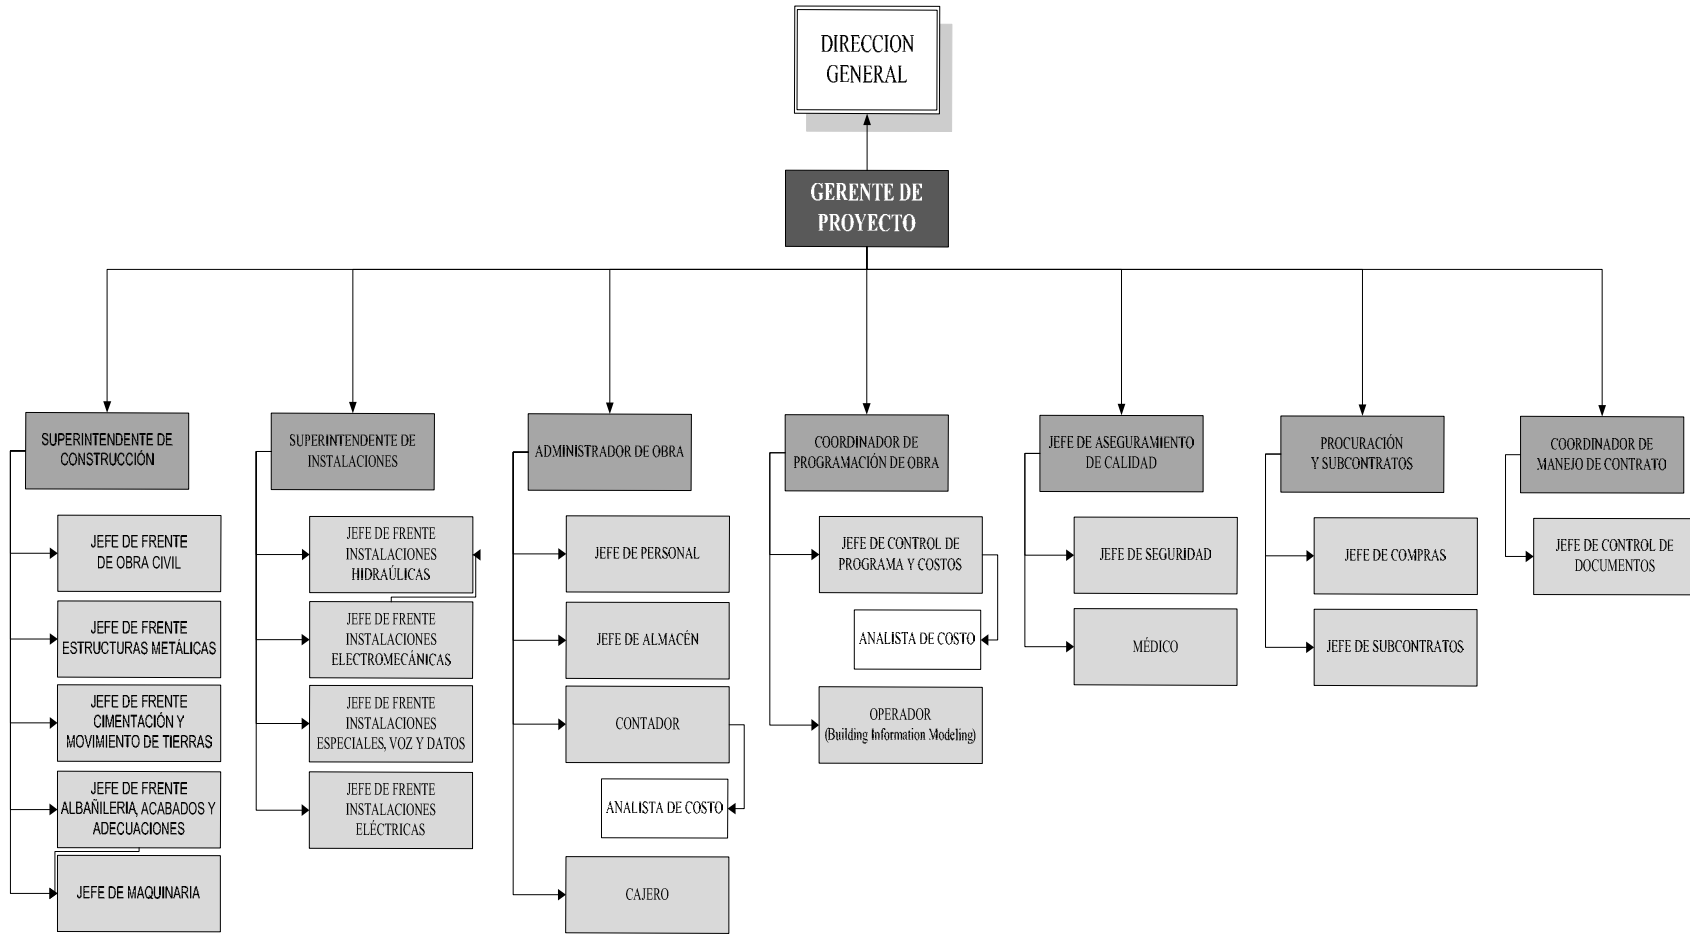 DIRECCION
GENERAL
GERENTE DE
PROYECTO
SUPERINTENDENTE DE
CONSTRUCCIÓN
JEFE DE FRENTE
DE OBRA CIVIL
JEFE DE FRENTE
ESTRUCTURAS METÁLICAS
JEFE DE FRENTE
CIMENTACIÓN Y
MOVIMIENTO DE TIERRAS
JEFE DE FRENTE
ALBAÑILERIA, ACABADOS Y
ADECUACIONES
JEFE DE MAQUINARIA
SUPERINTENDENTE DE
INSTALACIONES
JEFE DE FRENTE
INSTALACIONES
HIDRAÚLICAS
JEFE DE FRENTE
INSTALACIONES
ELECTROMECÁNICAS
JEFE DE FRENTE
INSTALACIONES
ESPECIALES, VOZ Y DATOS
JEFE DE FRENTE
INSTALACIONES
ELÉCTRICAS
ADMINISTRADOR DE OBRA
JEFE DE PERSONAL
JEFE DE ALMACÉN
CONTADOR
ANALISTA DE COSTO
CAJERO
COORDINADOR DE
PROGRAMACIÓN DE OBRA
JEFE DE CONTROL DE
PROGRAMA Y COSTOS
ANALISTA DE COSTO
OPERADOR
(Building Information Modeling)
JEFE DE ASEGURAMIENTO
DE CALIDAD
JEFE DE SEGURIDAD
MÉDICO
PROCURACIÓN
Y SUBCONTRATOS
JEFE DE COMPRAS
JEFE DE SUBCONTRATOS
COORDINADOR DE
MANEJO DE CONTRATO
JEFE DE CONTROL DE
DOCUMENTOS